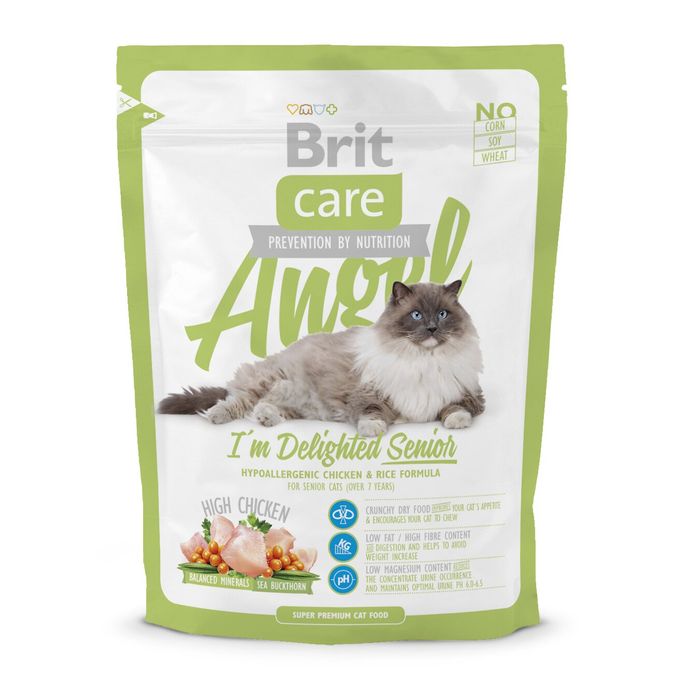 Brit
care
PREVENTION BY NUTRITION
NO
CORN
SOY
WHEAT
Angel
I´m Delighted Senior
HYPOALLERGENIC CHICKEN & RICE FORMULA
FOR SENIOR CATS (OVER 7 YEARS)
HIGH CHICKEN
BALANCED MINERALS
SEA BUCKTHORN
CRUNCHY DRY FOOD IMPROVES YOUR CAT'S APPETITE
& ENCOURAGES YOUR CAT TO CHEW
LOW FAT / HIGH FIBRE CONTENT
DIGESTION AND HELPS TO AVOID
WEIGHT INCREASE
pH
LOW MAGNESIUM CONTENT
THE CONCENTRATE URINE OCCURRENCE
AND MAINTAINS OPTIMAL URINE PH 6.0-6.5
SUPER PREMIUM CAT FOOD